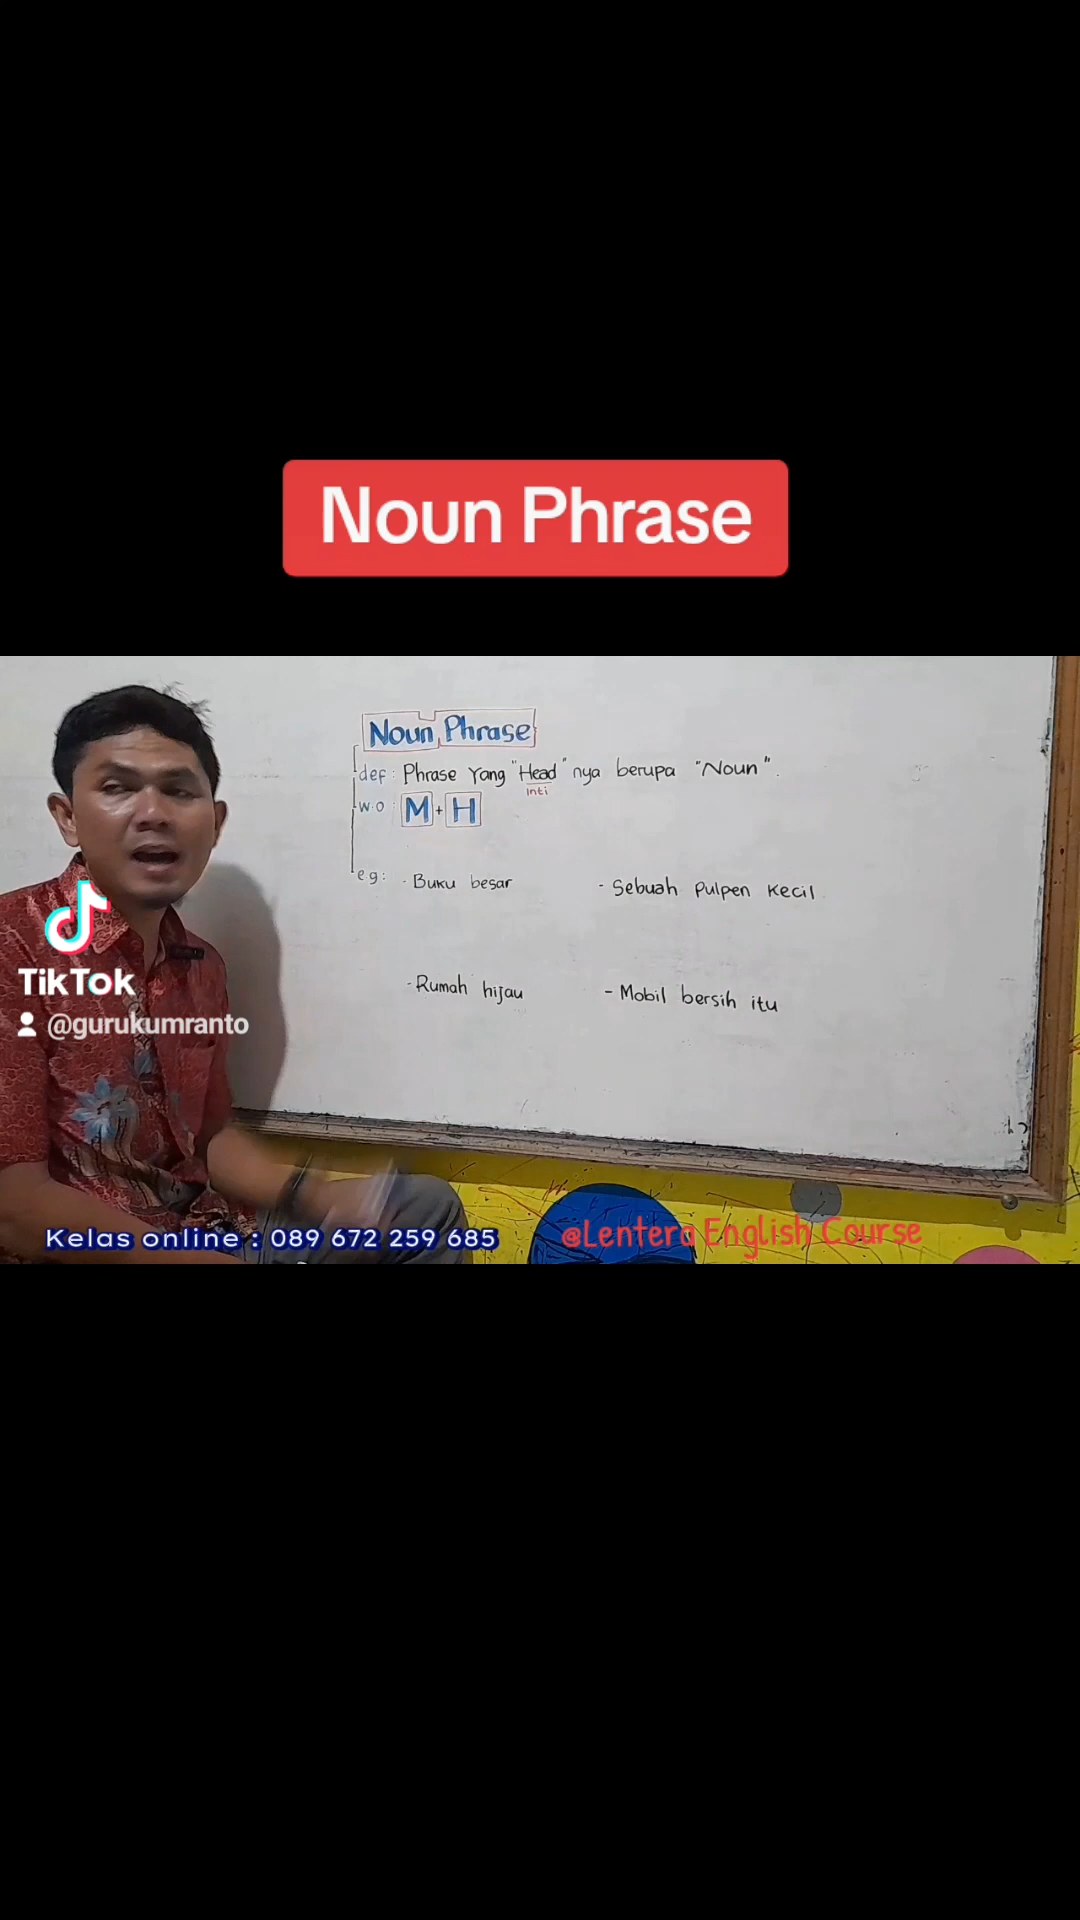 Noun Phrase
Noun Phrase
def : Phrase Yang "Head" nya berupa "Noun".
inti
w.o : M + H
eg: - Buku besar
- Sebuah pulpen kecil.
- Rumah hijau
- Mobil bersih itu
TikTok
@gurukumranto
Kelas online : 089 672 259 685
@Lentera English Course